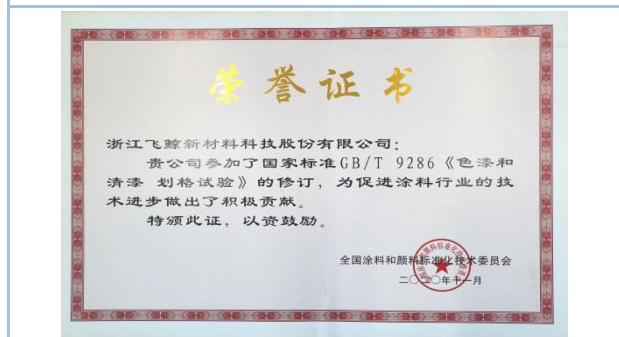 荣誉证书
浙江飞鲸新材料科技股份有限公司：
贵公司参加了国家标准GB/T 9286《色漆和
清漆 划格试验》的修订，为促进涂料行业的技
术进步做出了积极贡献。
特颁此证，以资鼓励。
全国涂料和颜料标准化技术委员会
二〇二〇年十一月